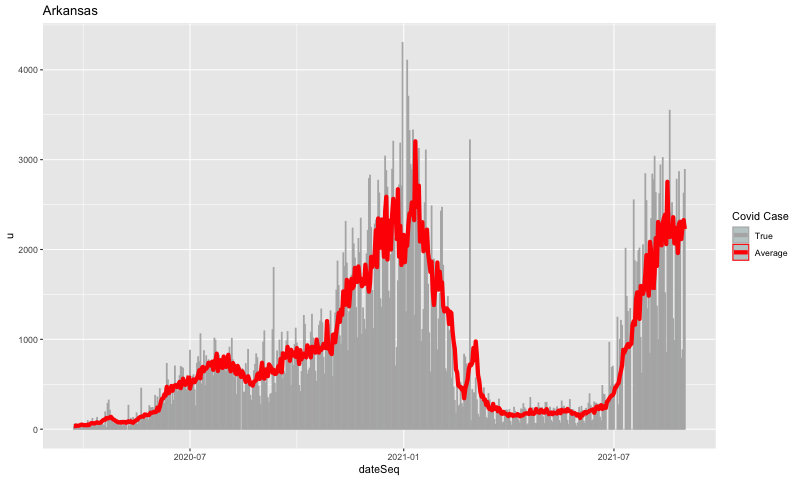 Arkansas
4000
3000
2000
1000
0
u
2020-07
2021-01
2021-07
dateSeq
Covid Case
True
Average